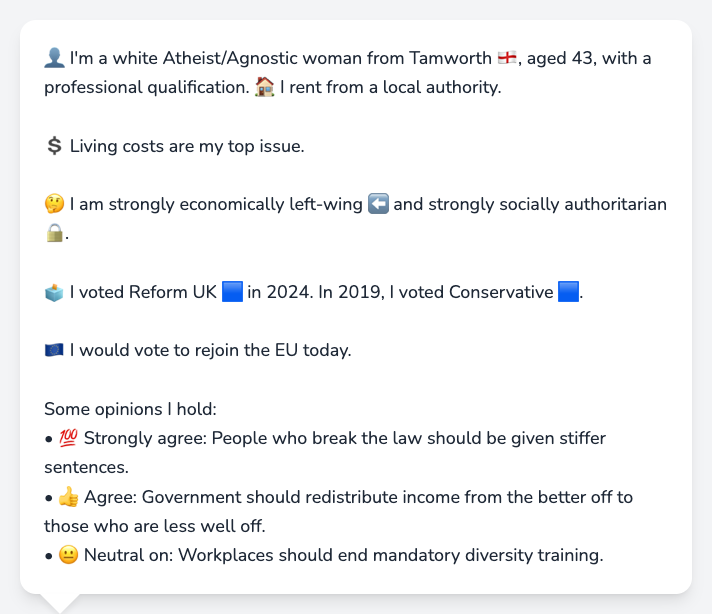 👤 I'm a white Atheist/Agnostic woman from Tamworth 🏴󠁧󠁢󠁥󠁮󠁧󠁿, aged 43, with a
professional qualification. 🏠 I rent from a local authority.
💲 Living costs are my top issue.
🤔 I am strongly economically left-wing ⬅️ and strongly socially authoritarian
🔒.
🗳️ I voted Reform UK 🟦 in 2024. In 2019, I voted Conservative 🟦.
🇪🇺 I would vote to rejoin the EU today.
Some opinions I hold:
• 💯 Strongly agree: People who break the law should be given stiffer
sentences.
• 👍 Agree: Government should redistribute income from the better off to
those who are less well off.
• 😐 Neutral on: Workplaces should end mandatory diversity training.